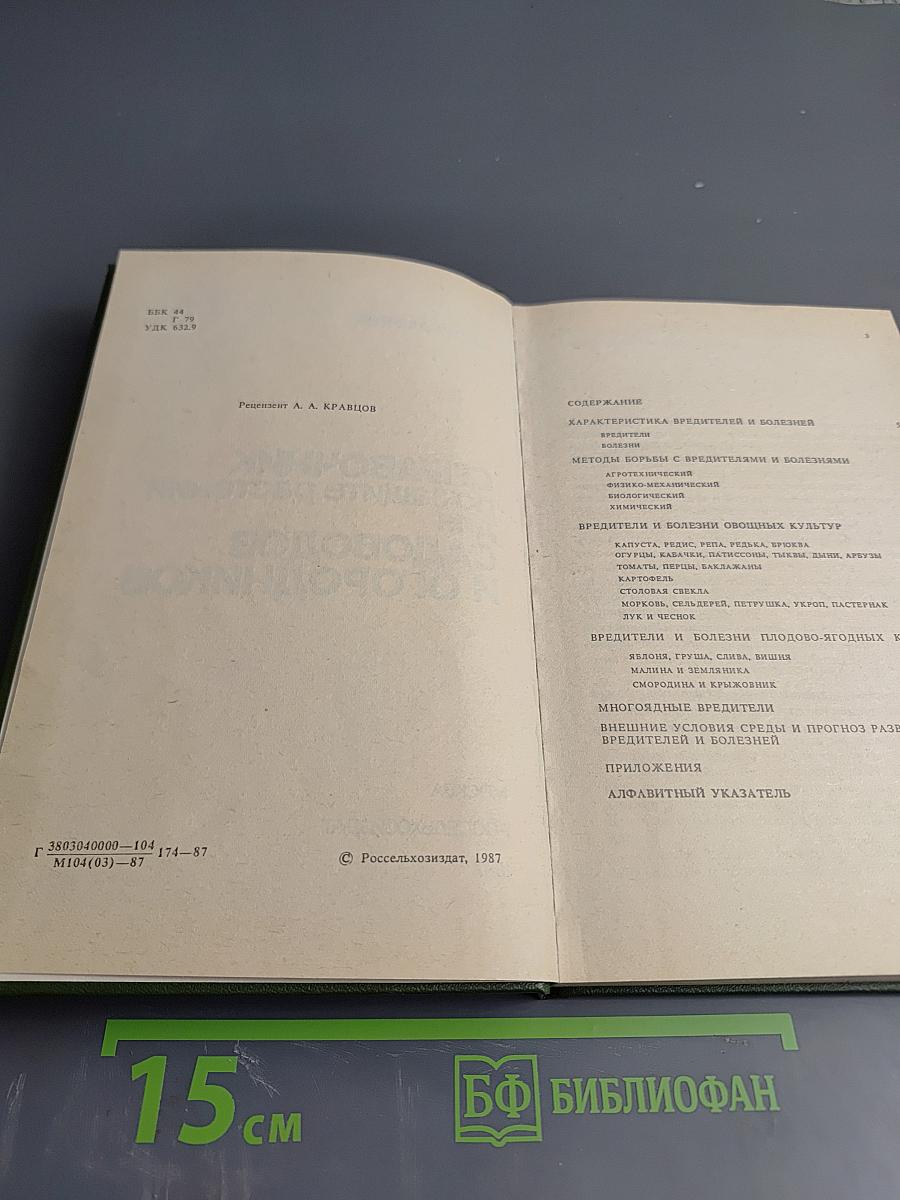 ББК 44
Г 79
УДК 632.9
Рецензент А. А. КРАВЦОВ
Г 3803040000—104 174—87
М104(03)—87
© Россельхозиздат, 1987
3
СОДЕРЖАНИЕ
ХАРАКТЕРИСТИКА ВРЕДИТЕЛЕЙ И БОЛЕЗНЕЙ
ВРЕДИТЕЛИ
БОЛЕЗНИ
МЕТОДЫ БОРЬБЫ С ВРЕДИТЕЛЯМИ И БОЛЕЗНЯМИ
АГРОТЕХНИЧЕСКИЙ
ФИЗИКО-МЕХАНИЧЕСКИЙ
БИОЛОГИЧЕСКИЙ
ХИМИЧЕСКИЙ
ВРЕДИТЕЛИ И БОЛЕЗНИ ОВОЩНЫХ КУЛЬТУР
КАПУСТА, РЕДИС, РЕПА, РЕДЬКА, БРЮКВА
ОГУРЦЫ, КАБАЧКИ, ПАТИССОНЫ, ТЫКВЫ, ДЫНИ, АРБУЗЫ
ТОМАТЫ, ПЕРЦЫ, БАКЛАЖАНЫ
КАРТОФЕЛЬ
СТОЛОВАЯ СВЕКЛА
МОРКОВЬ, СЕЛЬДЕРЕЙ, ПЕТРУШКА, УКРОП, ПАСТЕРНАК
ЛУК И ЧЕСНОК
ВРЕДИТЕЛИ И БОЛЕЗНИ ПЛОДОВО-ЯГОДНЫХ К
ЯБЛОНЯ, ГРУША, СЛИВА, ВИШНЯ
МАЛИНА И ЗЕМЛЯНИКА
СМОРОДИНА И КРЫЖОВНИК
МНОГОЯДНЫЕ ВРЕДИТЕЛИ
ВНЕШНИЕ УСЛОВИЯ СРЕДЫ И ПРОГНОЗ РАЗВ
ВРЕДИТЕЛЕЙ И БОЛЕЗНЕЙ
ПРИЛОЖЕНИЯ
АЛФАВИТНЫЙ УКАЗАТЕЛЬ
15 см
БФ БИБЛИОФАН